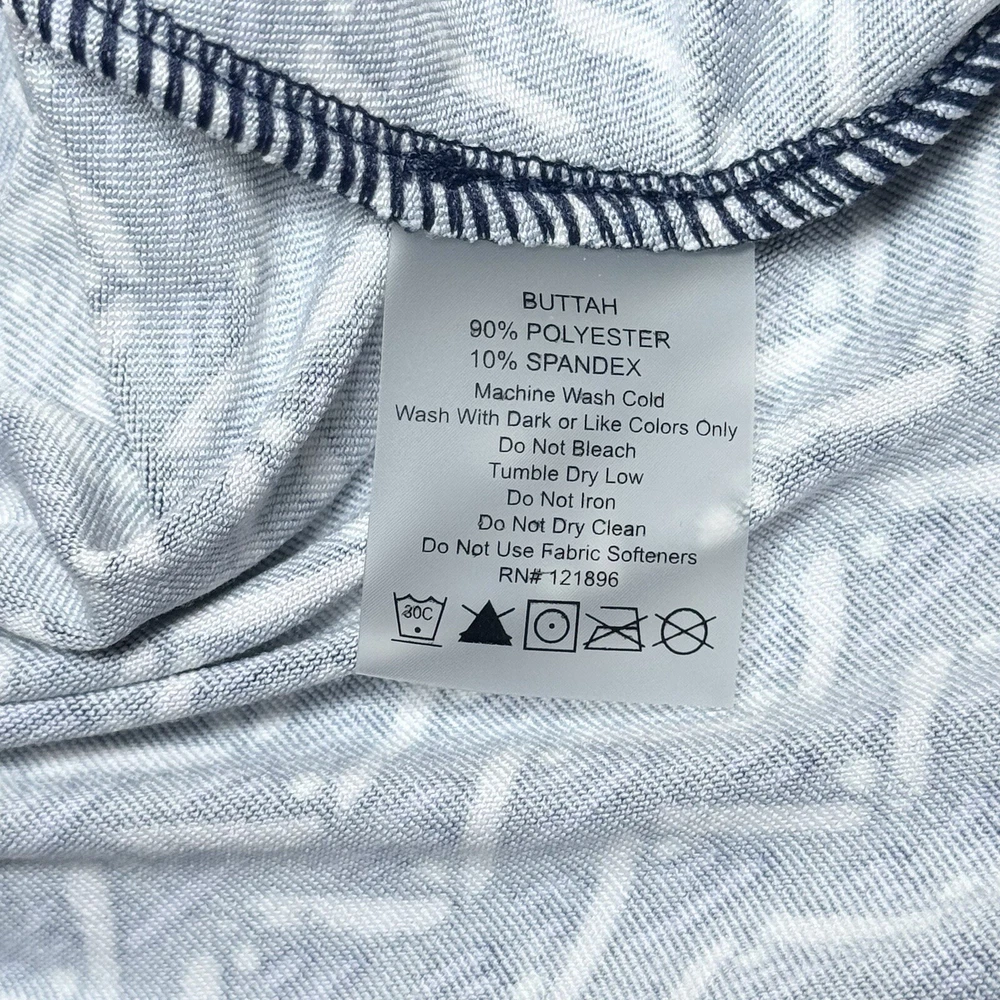 BUTTAH
90% POLYESTER
10% SPANDEX
Machine Wash Cold
Wash With Dark or Like Colors Only
Do Not Bleach
Tumble Dry Low
Do Not Iron
Do Not Dry Clean
Do Not Use Fabric Softeners
RN# 121896
30C